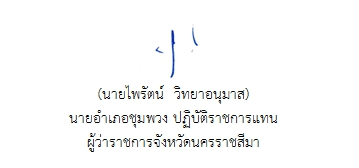 (นายไพรัตน์ วิทยาอนุมาส)
นายอำเภอชุมพวง ปฏิบัติราชการแทน
ผู้ว่าราชการจังหวัดนครราชสีมา